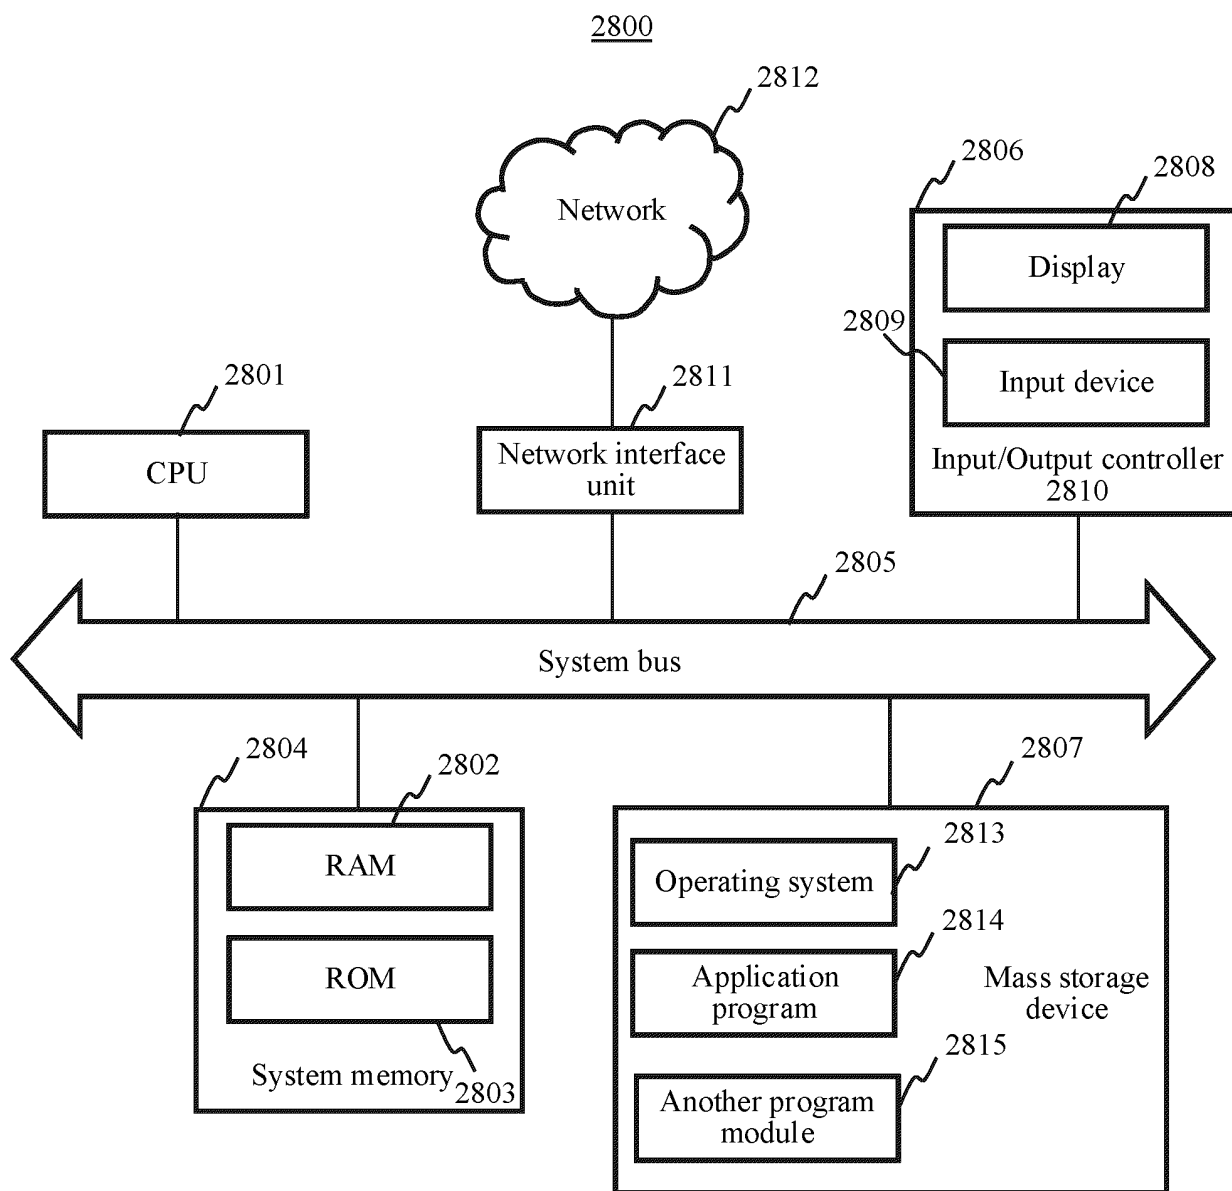 2800
2812
Network
2806
2808
Display
2809
Input device
Input/Output controller
2810
2801
CPU
2811
Network interface
unit
2805
System bus
2804
2802
RAM
ROM
System memory
2803
2807
2813
Operating system
2814
Application
program
Mass storage
device
2815
Another program
module